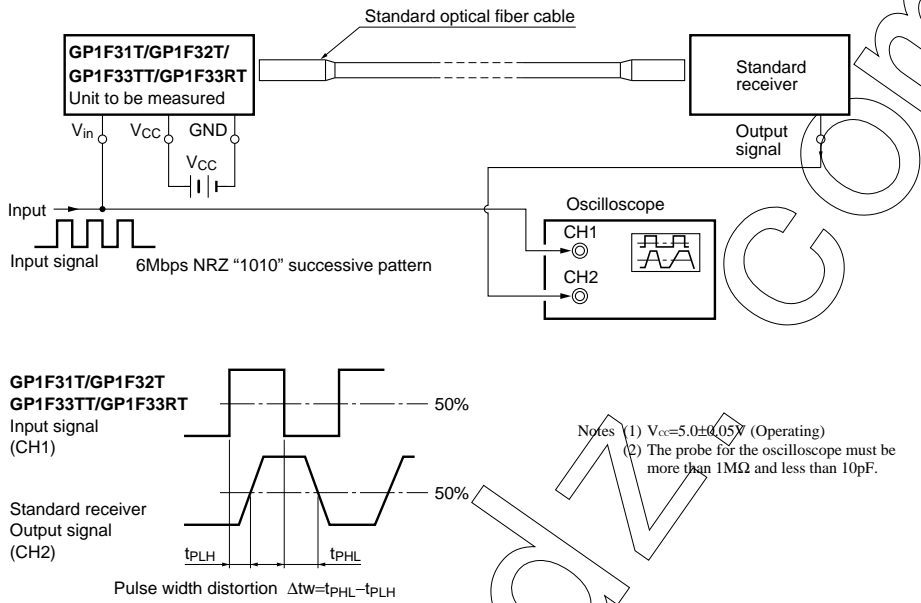 Standard optical fiber cable
GP1F31T/GP1F32T/
GP1F33TT/GP1F33RT
Unit to be measured
Standard
receiver
Vin
VCC
GND
VCC
Output
signal
Input
Input signal
6Mbps NRZ “1010” successive pattern
Oscilloscope
CH1
CH2
GP1F31T/GP1F32T
GP1F33TT/GP1F33RT
Input signal
(CH1)
50%
Notes (1) Vcc=5.0±0.05V (Operating)
(2) The probe for the oscilloscope must be
more than 1MΩ and less than 10pF.
Standard receiver
Output signal
(CH2)
50%
tPLH
tPHL
Pulse width distortion Δtw=tPHL−tPLH
dz.com